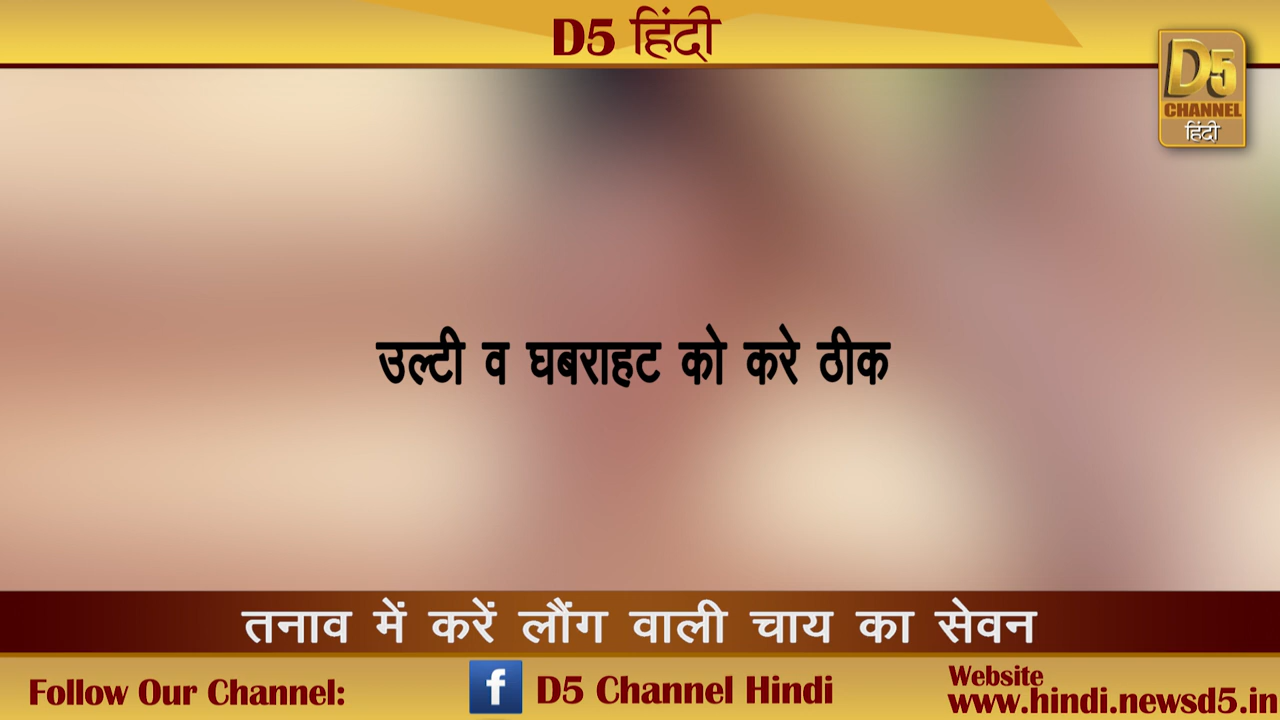 D5 हिंदी
D5
CHANNEL
हिंदी
उल्टी व घबराहट को करे ठीक
तनाव में करें लौंग वाली चाय का सेवन
Follow Our Channel:
f
D5 Channel Hindi
Website
www.hindi.newsd5.in